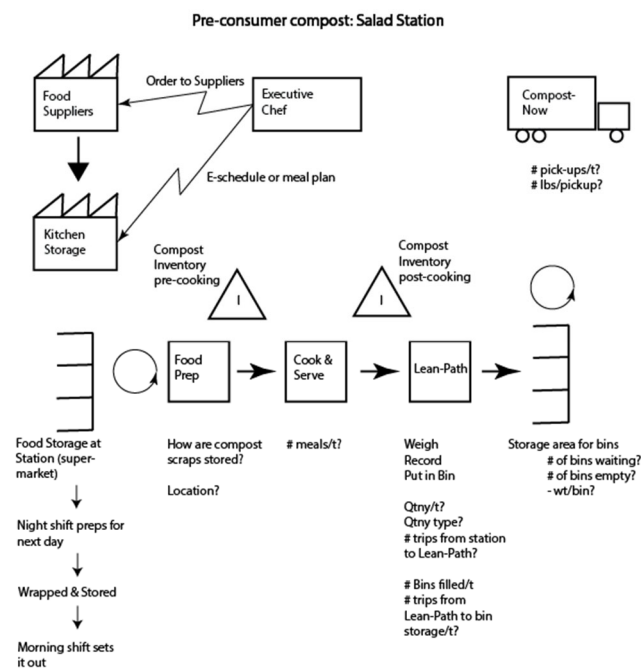 Pre-consumer compost: Salad Station
Order to Suppliers
Food
Suppliers
Executive
Chef
Compost-
Now
E-schedule or meal plan
# pick-ups/t?
# lbs/pickup?
Kitchen
Storage
Compost
Inventory
pre-cooking
I
Compost
Inventory
post-cooking
I
Food
Prep
Cook &
Serve
Lean-Path
Food Storage at
Station (super-
market)
Night shift preps for
next day
Wrapped & Stored
Morning shift sets
it out
How are compost
scraps stored?
Location?
# meals/t?
Weigh
Record
Put in Bin
Qtny/t?
Qtny type?
# trips from station
to Lean-Path?
# Bins filled/t
# trips from
Lean-Path to bin
storage/t?
Storage area for bins
# of bins waiting?
# of bins empty?
- wt/bin?